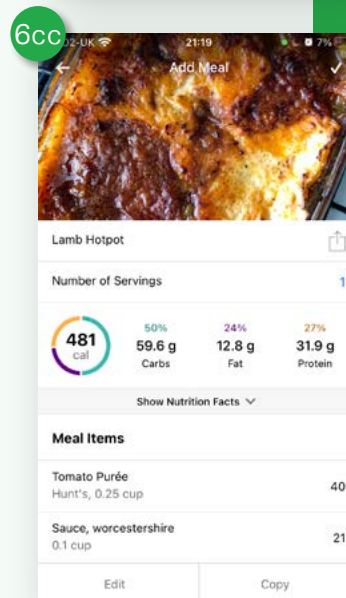 6cc
02-UK 21:19 7%
Add Meal
Lamb Hotpot
Number of Servings 1
481 cal
50% 24% 27%
59.6 g 12.8 g 31.9 g
Carbs Fat Protein
Show Nutrition Facts
Meal Items
Tomato Purée 40
Hunt's, 0.25 cup
Sauce, worcestershire 21
0.1 cup
Edit Copy